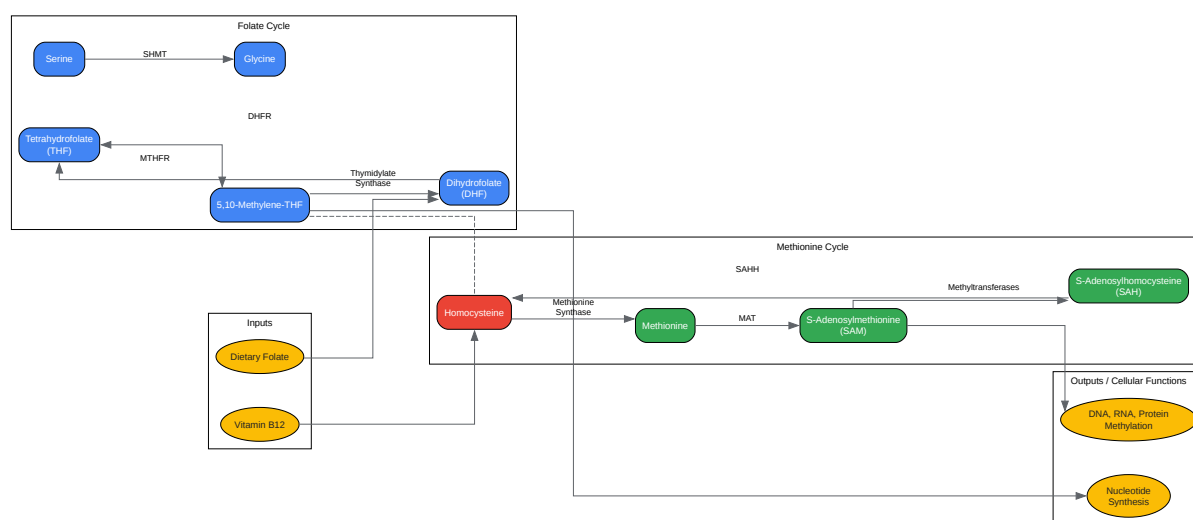 Folate Cycle
Serine
SHMT
Glycine
DHFR
Tetrahydrofolate
(THF)
MTHFR
Thymidylate
Synthase
Dihydrofolate
(DHF)
5,10-Methylene-THF
Methionine Cycle
SAHH
S-Adenosylhomocysteine
(SAH)
Methyltransferases
Homocysteine
Methionine
Synthase
Methionine
MAT
S-Adenosylmethionine
(SAM)
Inputs
Dietary Folate
Vitamin B12
Outputs / Cellular Functions
DNA, RNA, Protein
Methylation
Nucleotide
Synthesis